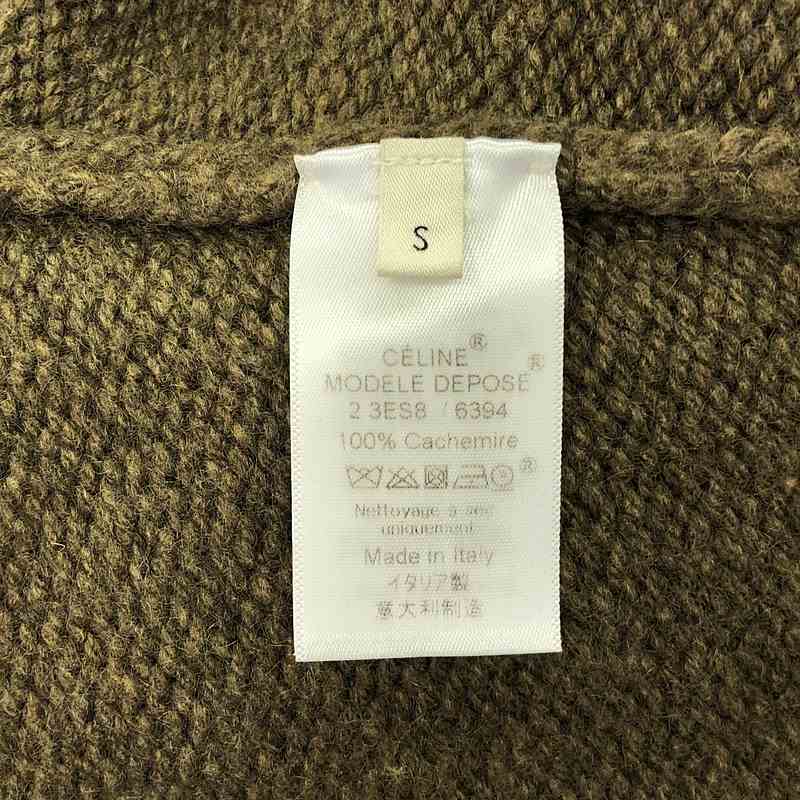 S
CÉLINE®
MODELE DEPOSE®
2 3ES8 / 6394
100% Cachemire
Nettoyage à sec
uniquement
Made in Italy
イタリア製
意大利制造